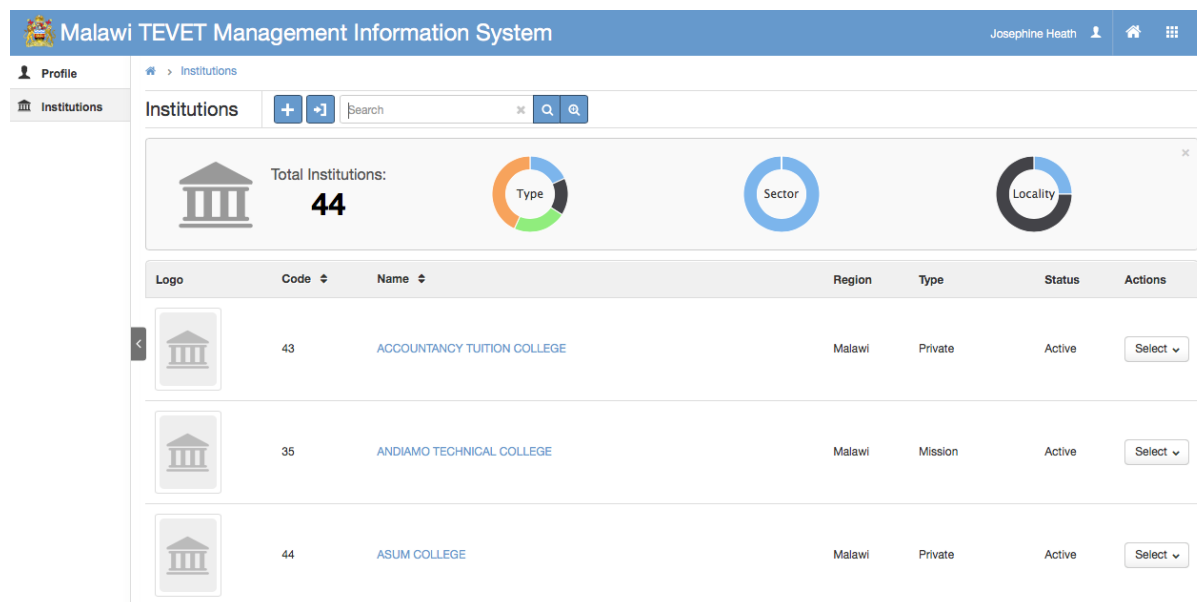 Malawi TEVET Management Information System
Josephine Heath
Profile
Institutions
> Institutions
Institutions
Search
Total Institutions:
44
Type
Sector
Locality
Logo Code Name Region Type Status Actions
43 ACCOUNTANCY TUITION COLLEGE Malawi Private Active Select
35 ANDIAMO TECHNICAL COLLEGE Malawi Mission Active Select
44 ASUM COLLEGE Malawi Private Active Select